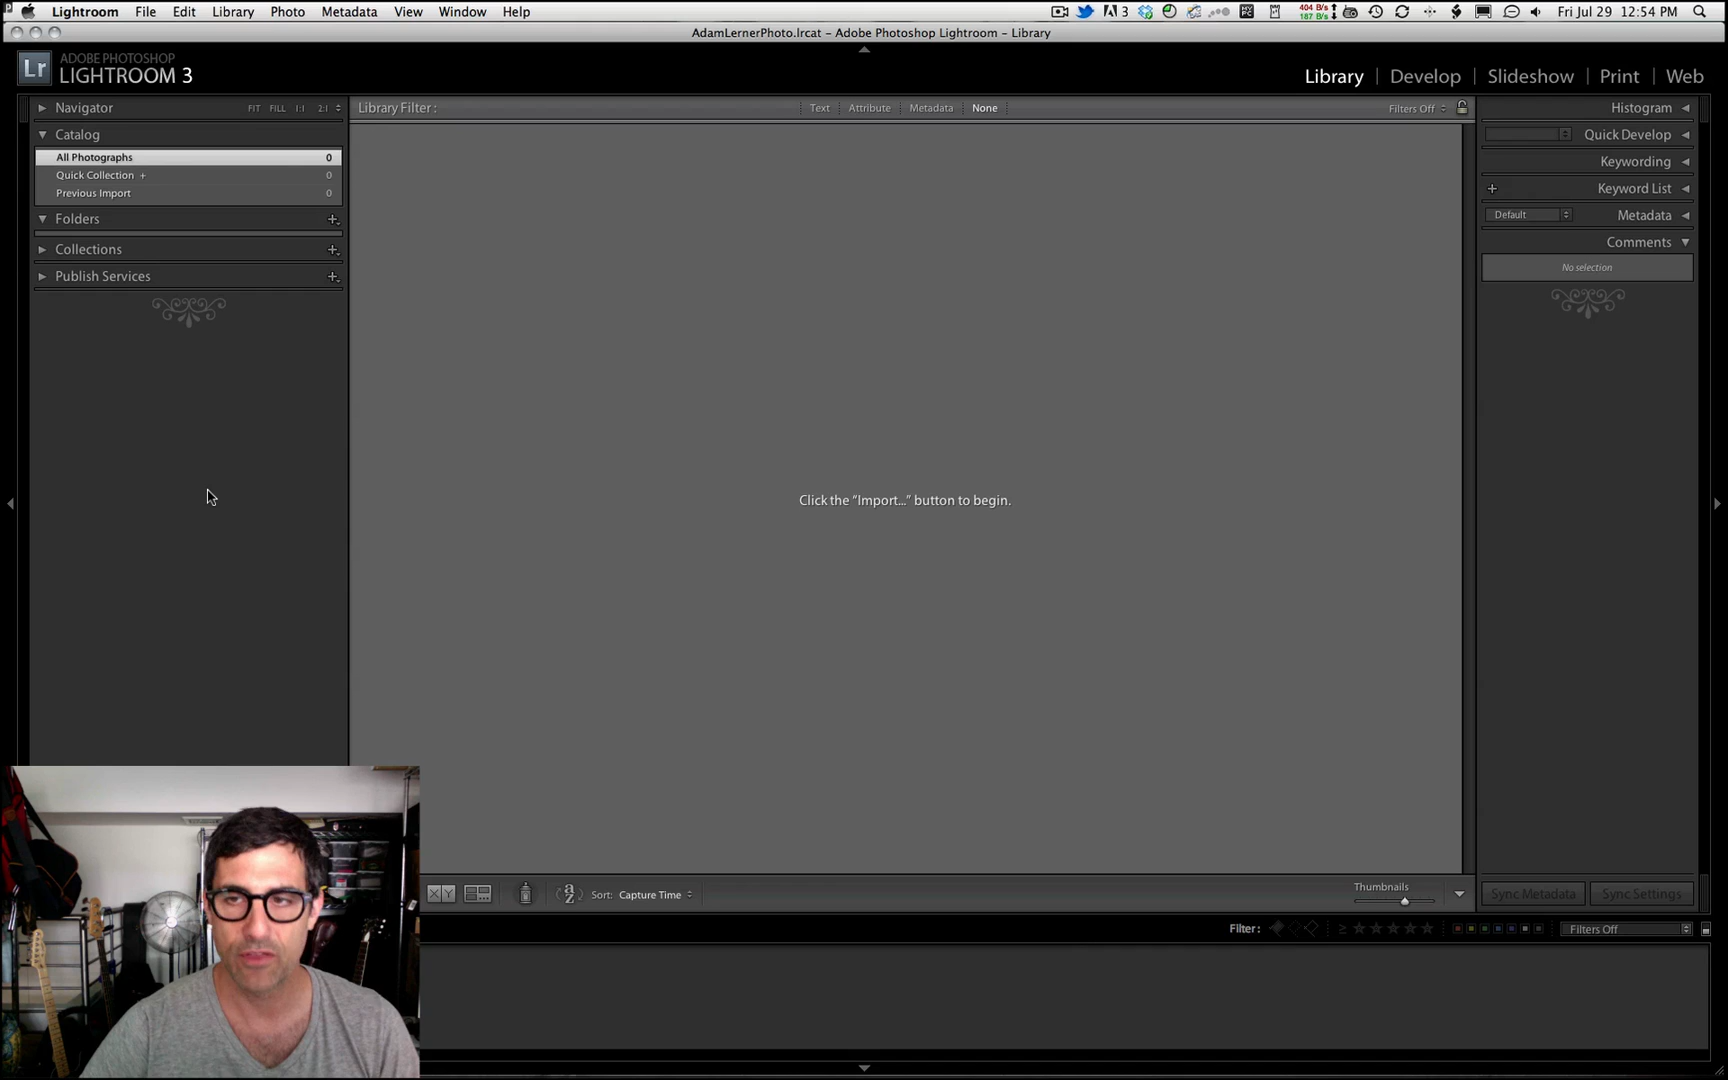 Lightroom File Edit Library Photo Metadata View Window Help 3 404 B/s 187 B/s Fri Jul 29 12:54 PM
AdamLernerPhoto.lrcat – Adobe Photoshop Lightroom – Library
Lr ADOBE PHOTOSHOP
LIGHTROOM 3
Library | Develop | Slideshow | Print | Web
Navigator FIT FILL 1:1 2:1
Library Filter : Text Attribute Metadata None Filters Off
Histogram
Catalog
Quick Develop
All Photographs 0
Keywording
Quick Collection + 0
Keyword List
Previous Import 0
Default Metadata
Folders
Comments
Collections
No selection
Publish Services
Click the “Import...” button to begin.
X Y a z Sort: Capture Time Thumbnails
Sync Metadata Sync Settings
Filter: ≥ Filters Off